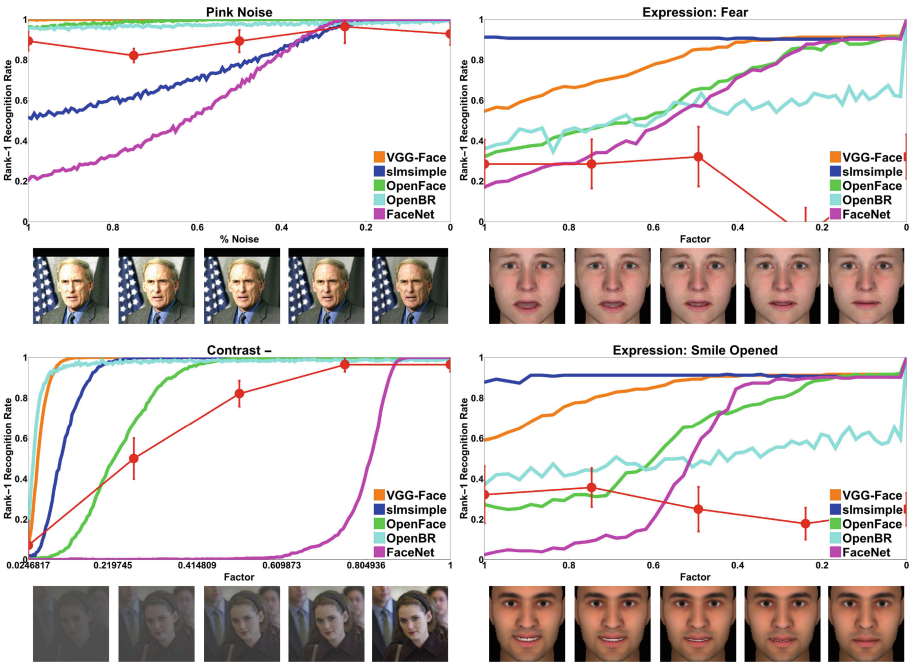 Pink Noise
Rank−1 Recognition Rate
1
0.8
0.6
0.4
0.2
0
VGG-Face
slmsimple
OpenFace
OpenBR
FaceNet
1 0.8 0.6 0.4 0.2 0
% Noise
Expression: Fear
Rank−1 Recognition Rate
1
0.8
0.6
0.4
0.2
0
VGG-Face
slmsimple
OpenFace
OpenBR
FaceNet
1 0.8 0.6 0.4 0.2 0
Factor
Contrast −
Rank−1 Recognition Rate
1
0.8
0.6
0.4
0.2
0
VGG-Face
slmsimple
OpenFace
OpenBR
FaceNet
0.0246817 0.219745 0.414809 0.609873 0.804936 1
Factor
Expression: Smile Opened
Rank−1 Recognition Rate
1
0.8
0.6
0.4
0.2
0
VGG-Face
slmsimple
OpenFace
OpenBR
FaceNet
1 0.8 0.6 0.4 0.2 0
Factor